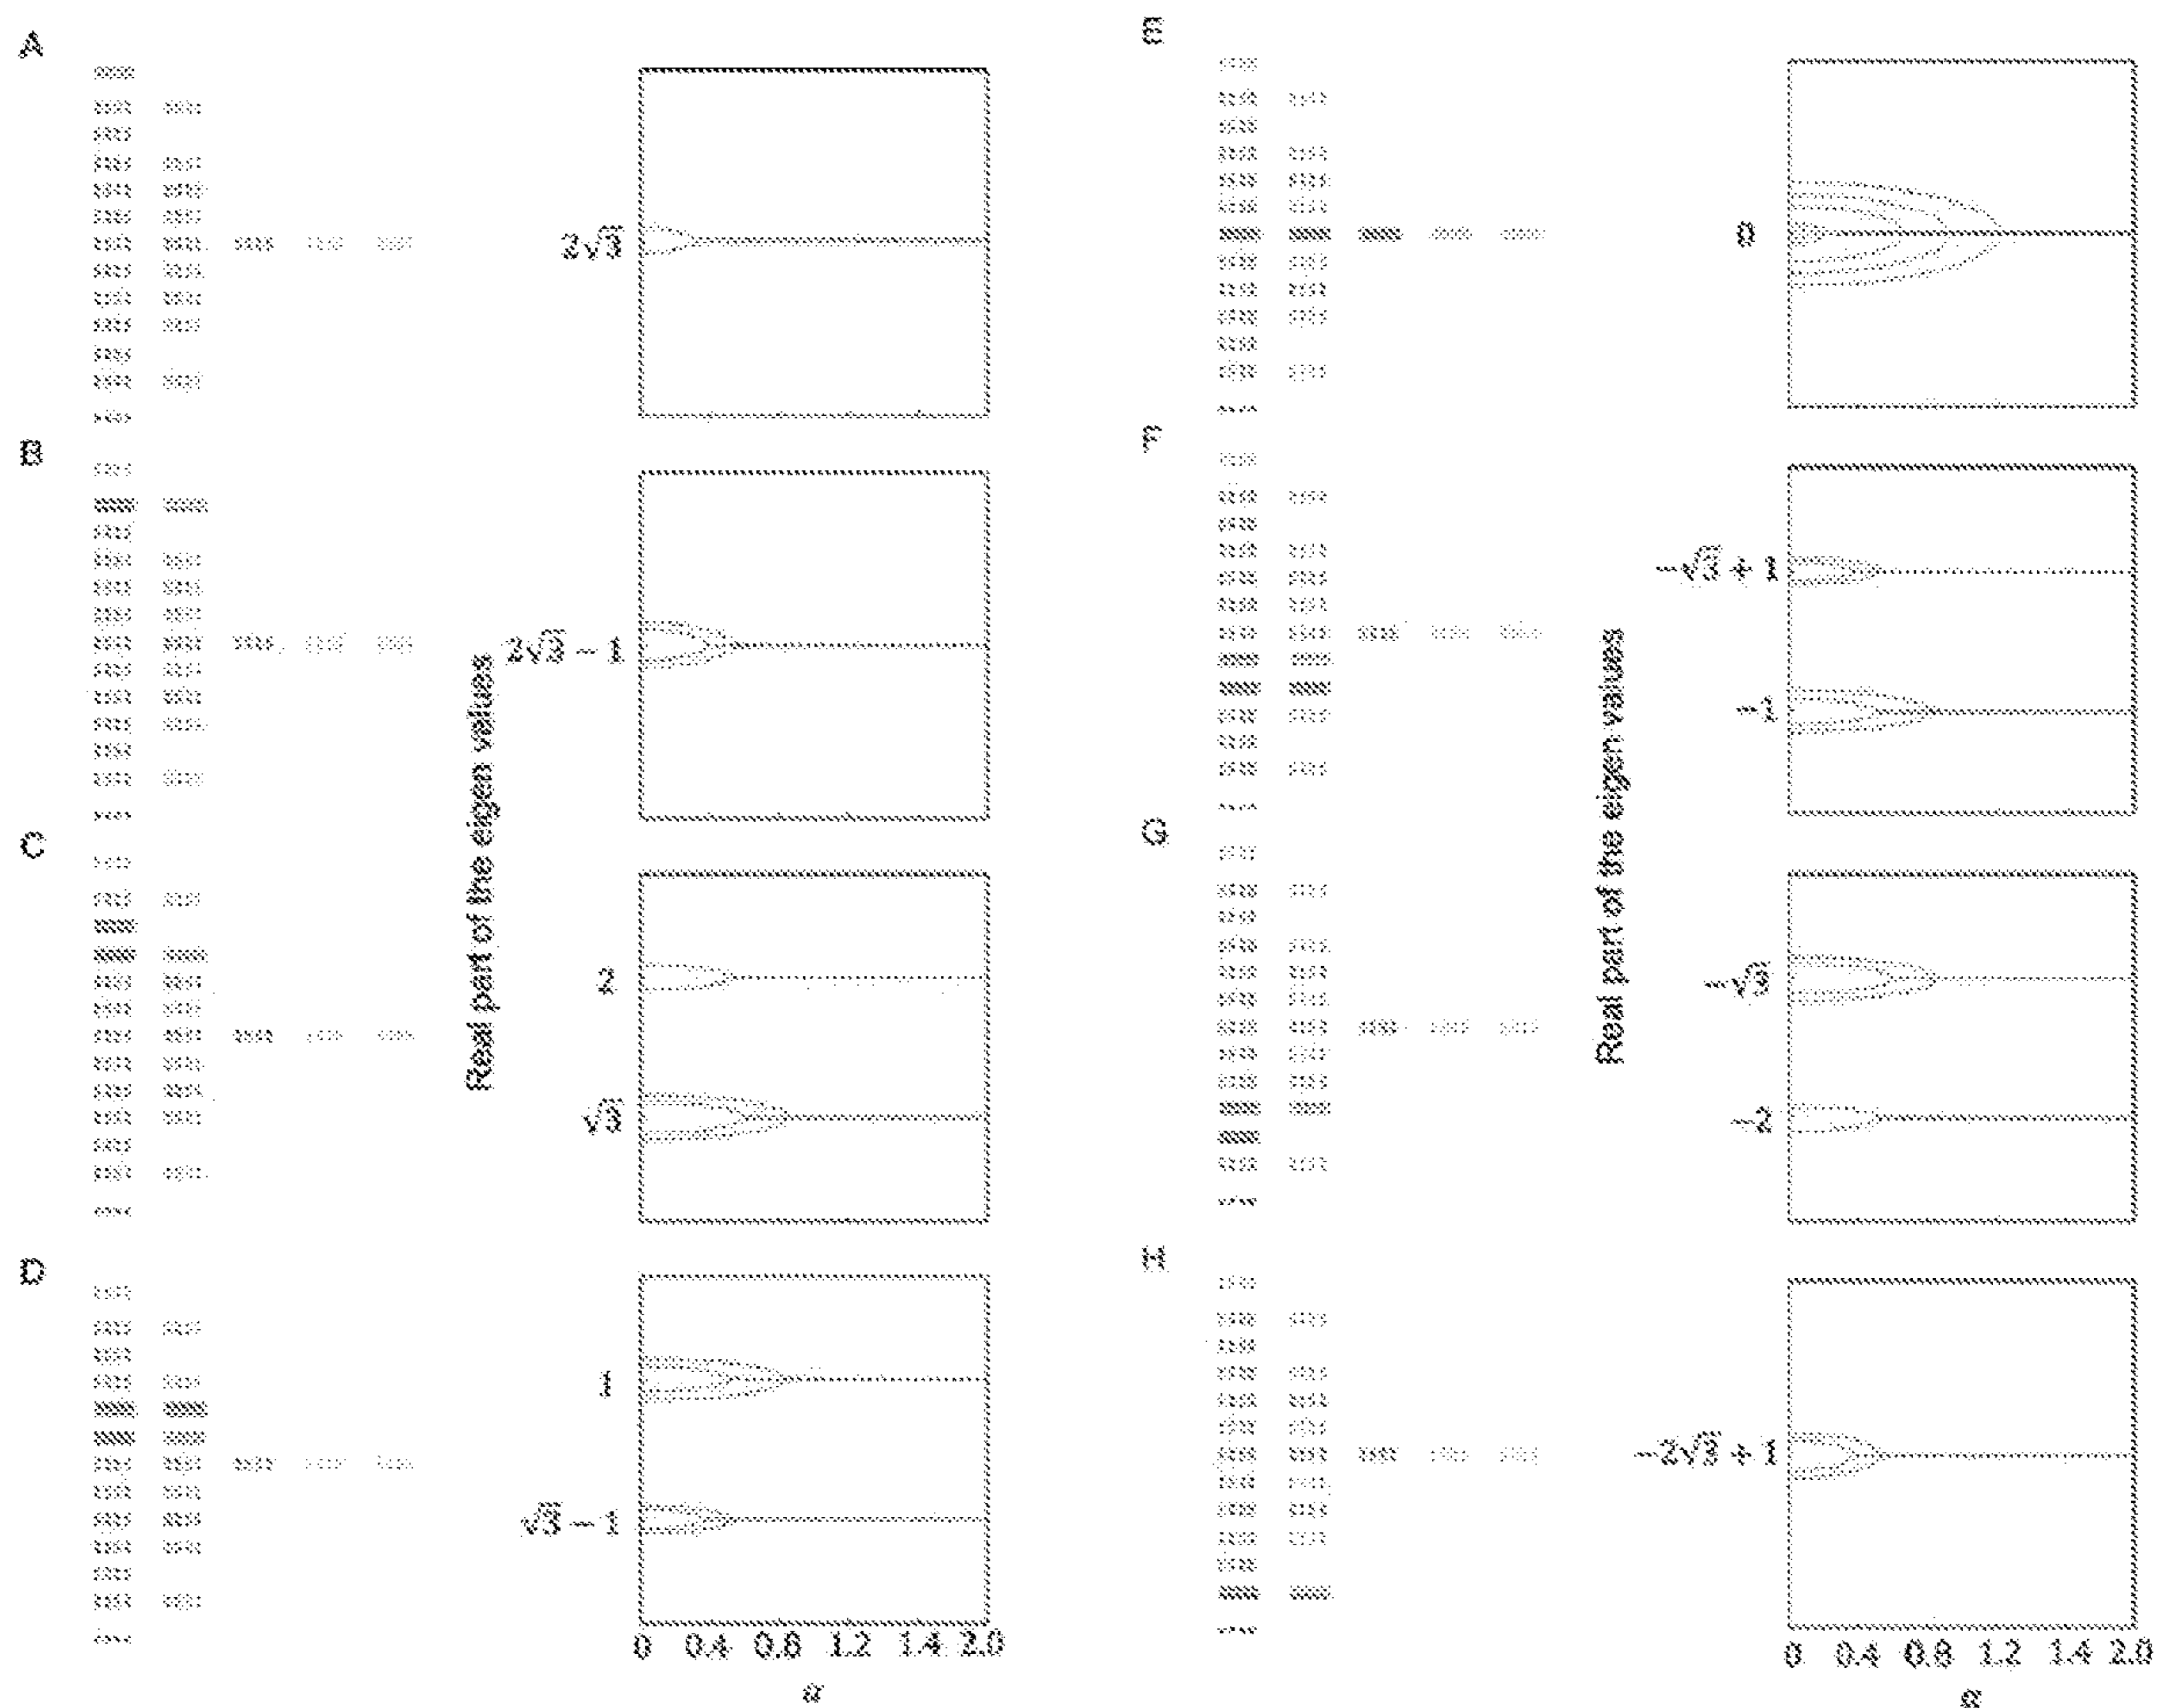 A
2√3
B
2√3 − 1
Real part of the eigen values
C
2
√3
D
1
√3 − 1
0 0.4 0.8 1.2 1.4 2.0
α
E
0
F
−√3 + 1
−1
Real part of the eigen values
G
−√3
−2
H
−2√3 + 1
0 0.4 0.8 1.2 1.4 2.0
α